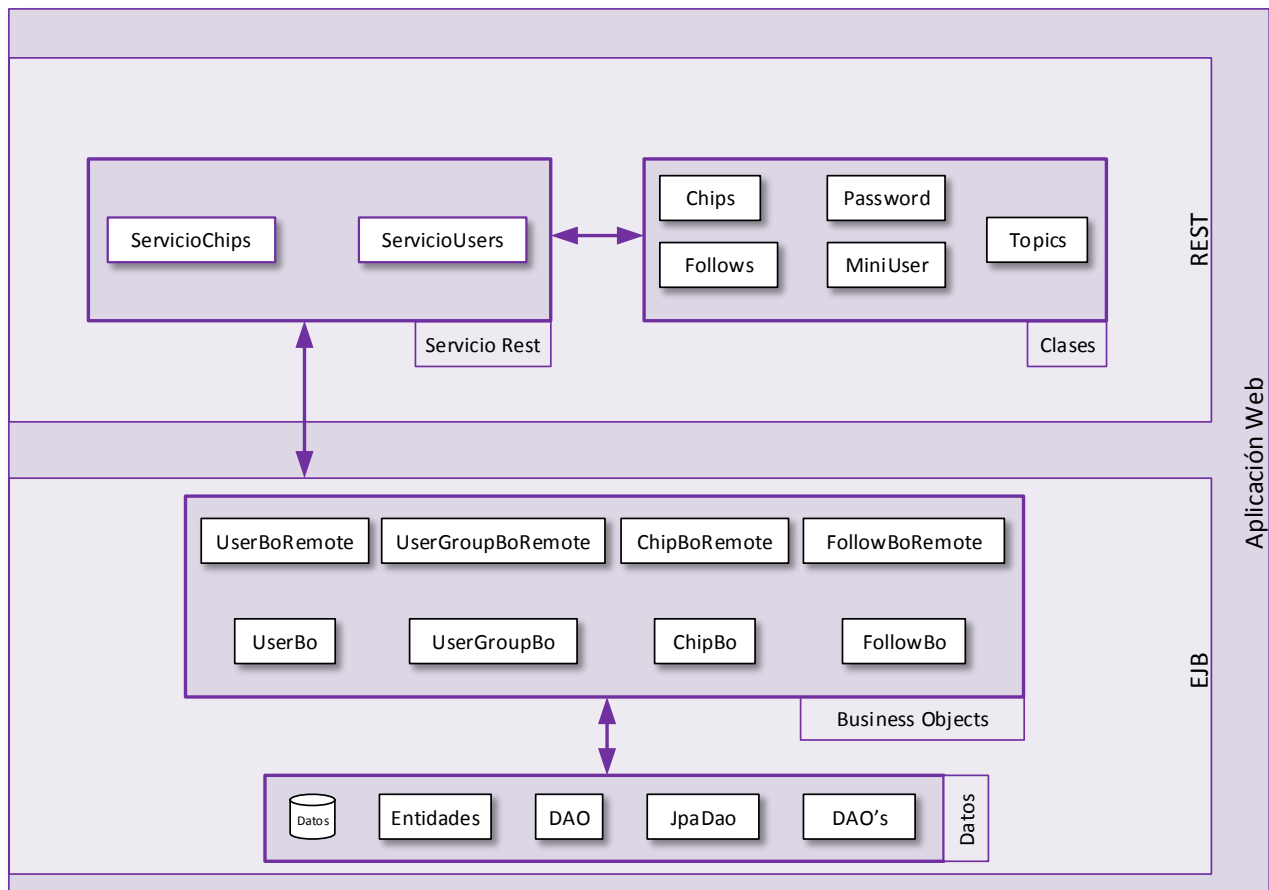 Chips
Password
ServicioChips
ServicioUsers
Topics
Follows
MiniUser
REST
Servicio Rest
Clases
Aplicación Web
UserBoRemote
UserGroupBoRemote
ChipBoRemote
FollowBoRemote
UserBo
UserGroupBo
ChipBo
FollowBo
EJB
Business Objects
Datos
Entidades
DAO
JpaDao
DAO’s
Datos